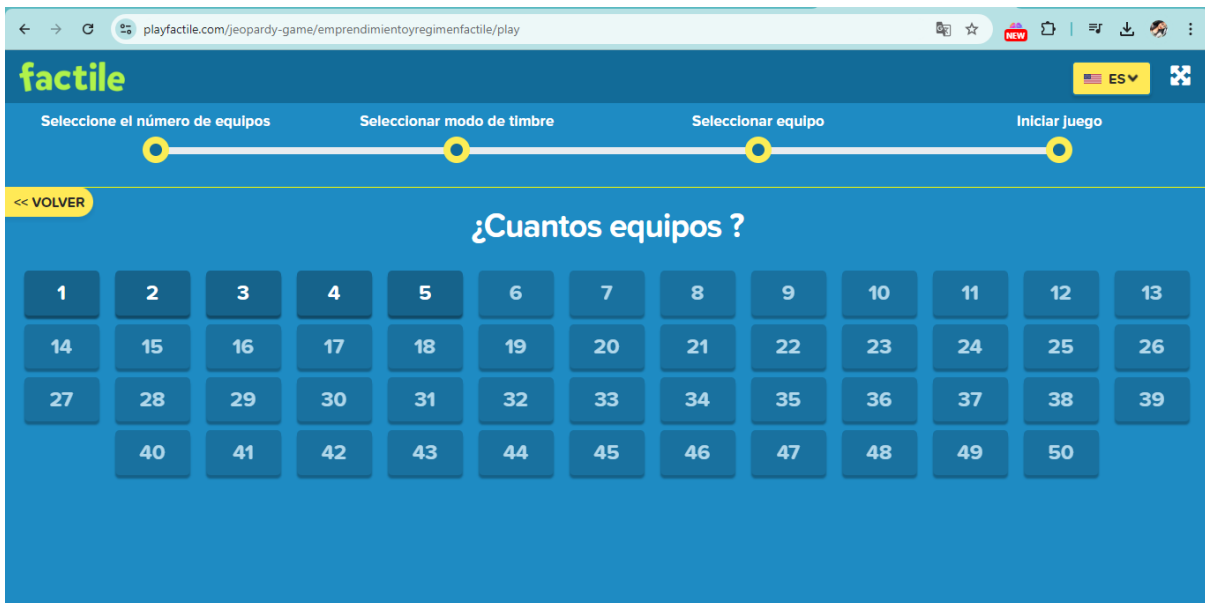 playfactile.com/jeopardy-game/emprendimientoyregimenfactile/play
NEW
factile
ES
Seleccione el número de equipos Seleccionar modo de timbre Seleccionar equipo Iniciar juego
<< VOLVER
¿Cuantos equipos ?
1 2 3 4 5 6 7 8 9 10 11 12 13
14 15 16 17 18 19 20 21 22 23 24 25 26
27 28 29 30 31 32 33 34 35 36 37 38 39
40 41 42 43 44 45 46 47 48 49 50